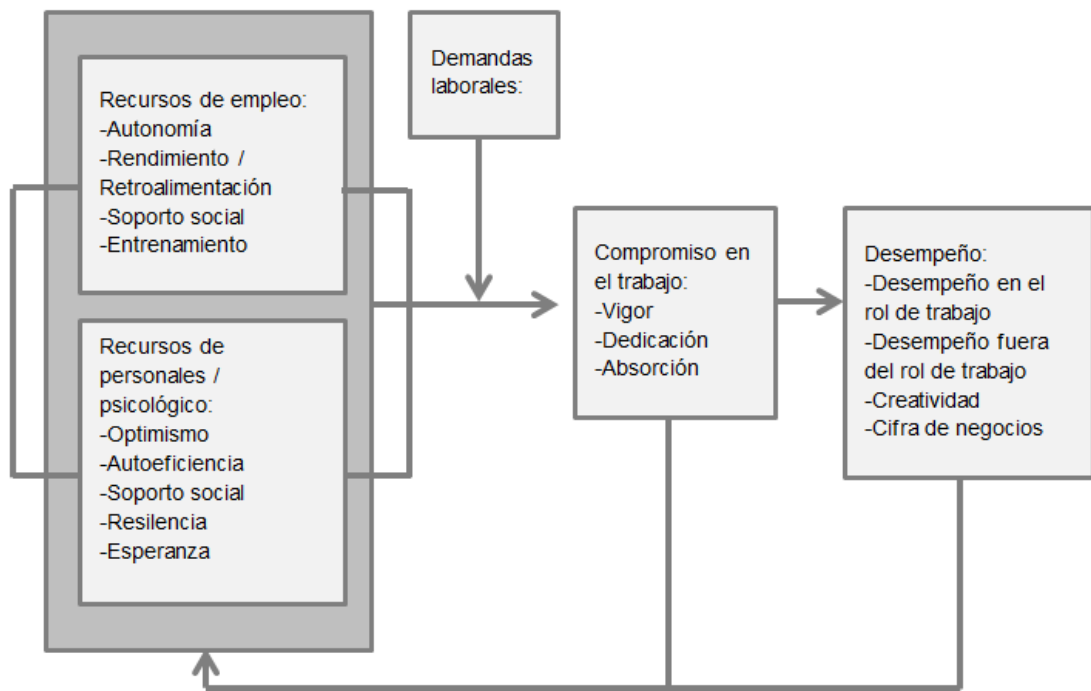 Recursos de empleo:
-Autonomía
-Rendimiento /
Retroalimentación
-Soporto social
-Entrenamiento
Recursos de
personales /
psicológico:
-Optimismo
-Autoeficiencia
-Soporto social
-Resilencia
-Esperanza
Demandas
laborales:
Compromiso en
el trabajo:
-Vigor
-Dedicación
-Absorción
Desempeño:
-Desempeño en el
rol de trabajo
-Desempeño fuera
del rol de trabajo
-Creatividad
-Cifra de negocios